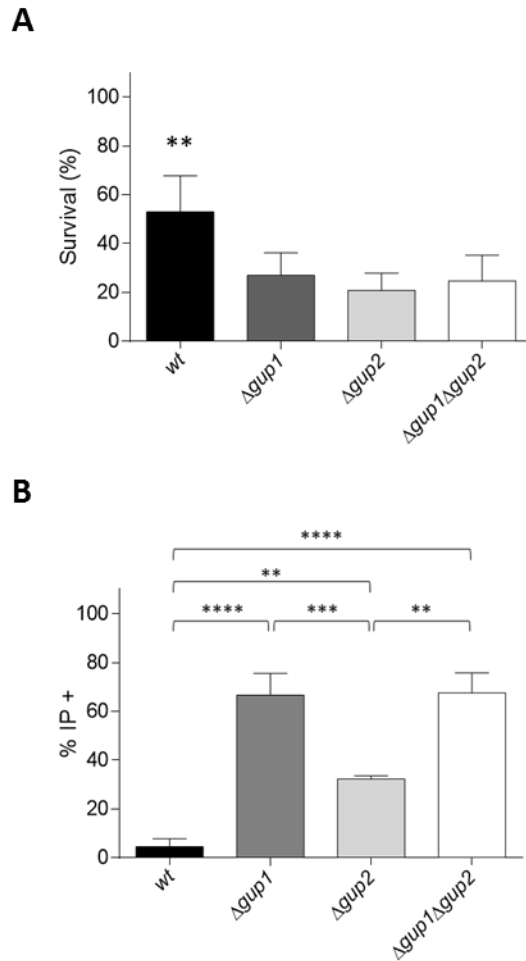 A
Survival (%)
100
80
60
40
20
0
**
wt
Δgup1
Δgup2
Δgup1Δgup2
B
% IP +
100
80
60
40
20
0
****
**
****
***
**
wt
Δgup1
Δgup2
Δgup1Δgup2